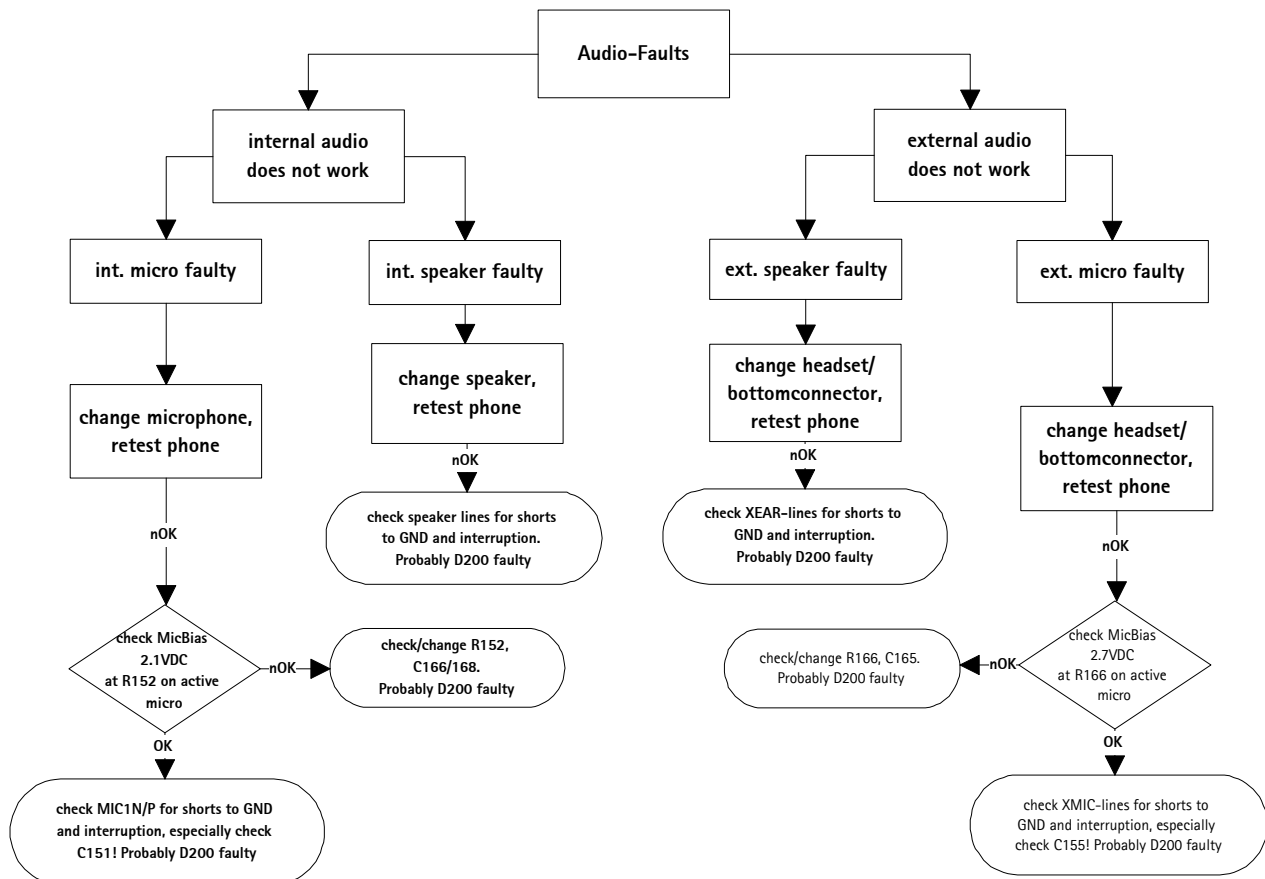 Audio-Faults
internal audio
does not work
external audio
does not work
int. micro faulty
int. speaker faulty
ext. speaker faulty
ext. micro faulty
change microphone,
retest phone
change speaker,
retest phone
change headset/
bottomconnector,
retest phone
change headset/
bottomconnector,
retest phone
nOK
nOK
nOK
nOK
check speaker lines for shorts
to GND and interruption.
Probably D200 faulty
check XEAR-lines for shorts to
GND and interruption.
Probably D200 faulty
check MicBias
2.1VDC
at R152 on active
micro
nOK
check/change R152,
C166/168.
Probably D200 faulty
check/change R166, C165.
Probably D200 faulty
nOK
check MicBias
2.7VDC
at R166 on active
micro
OK
OK
check MIC1N/P for shorts to GND
and interruption, especially check
C151! Probably D200 faulty
check XMIC-lines for shorts to
GND and interruption, especially
check C155! Probably D200 faulty